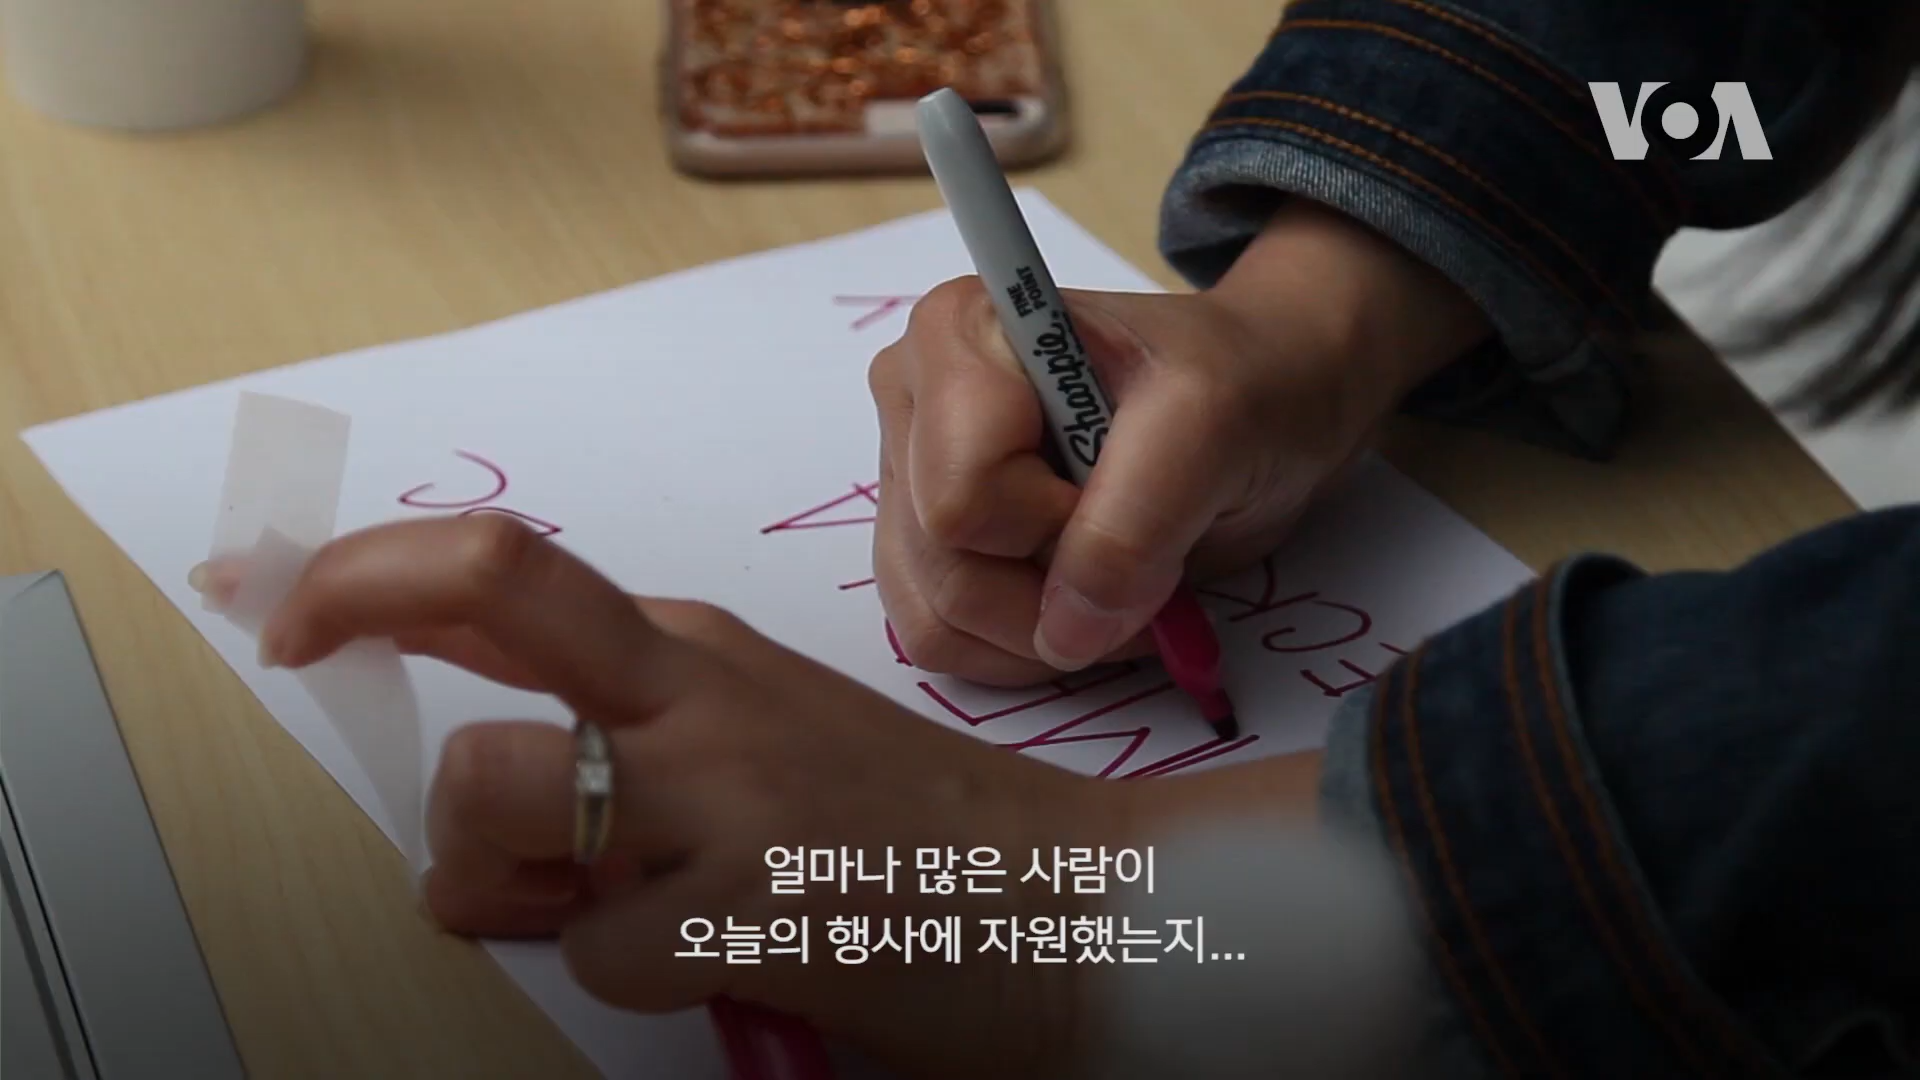 VOA
FINE
POINT
Sharpie
얼마나 많은 사람이
오늘의 행사에 자원했는지...